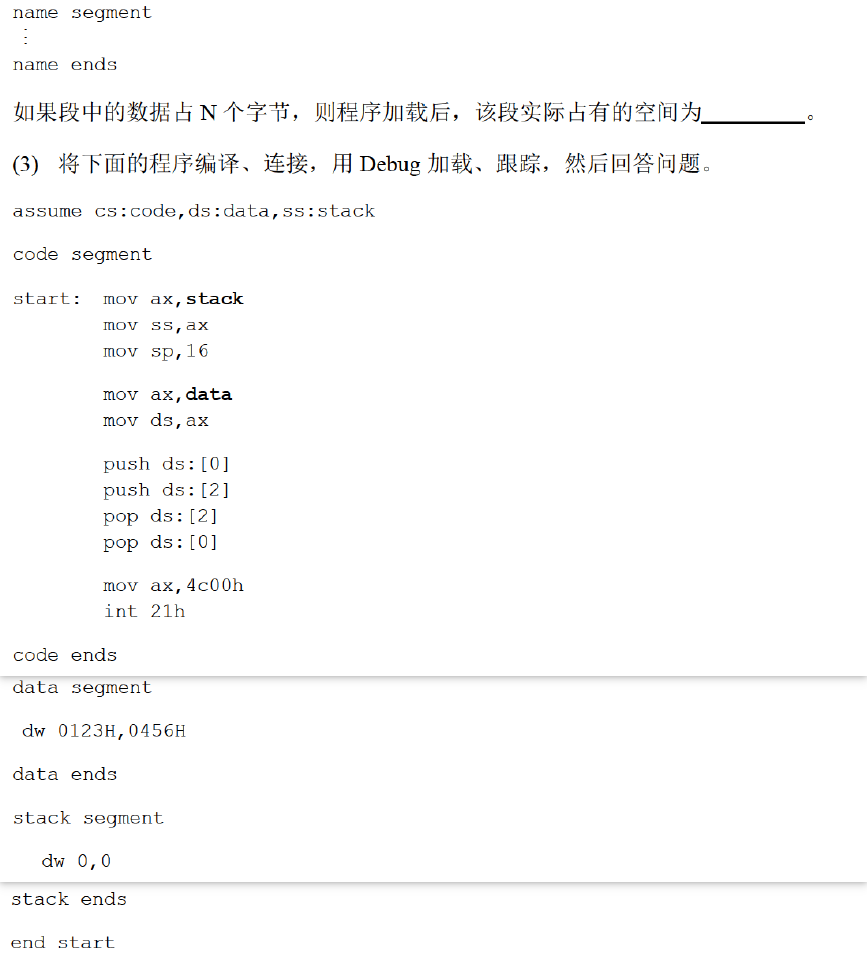 name segment
⋮
name ends
如果段中的数据占 N 个字节，则程序加载后，该段实际占有的空间为________。
(3) 将下面的程序编译、连接，用 Debug 加载、跟踪，然后回答问题。
assume cs:code,ds:data,ss:stack
code segment
start: mov ax,stack
mov ss,ax
mov sp,16
mov ax,data
mov ds,ax
push ds:[0]
push ds:[2]
pop ds:[2]
pop ds:[0]
mov ax,4c00h
int 21h
code ends
data segment
dw 0123H,0456H
data ends
stack segment
dw 0,0
stack ends
end start